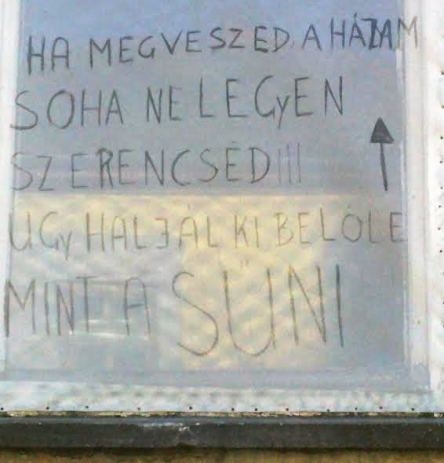 HA MEGVESZED A HÁZAM
SOHA NE LEGyEN
SZERENCSÉD!!!
ÚGy HALJÁL KI BELŐLE
MINT A SÜNI